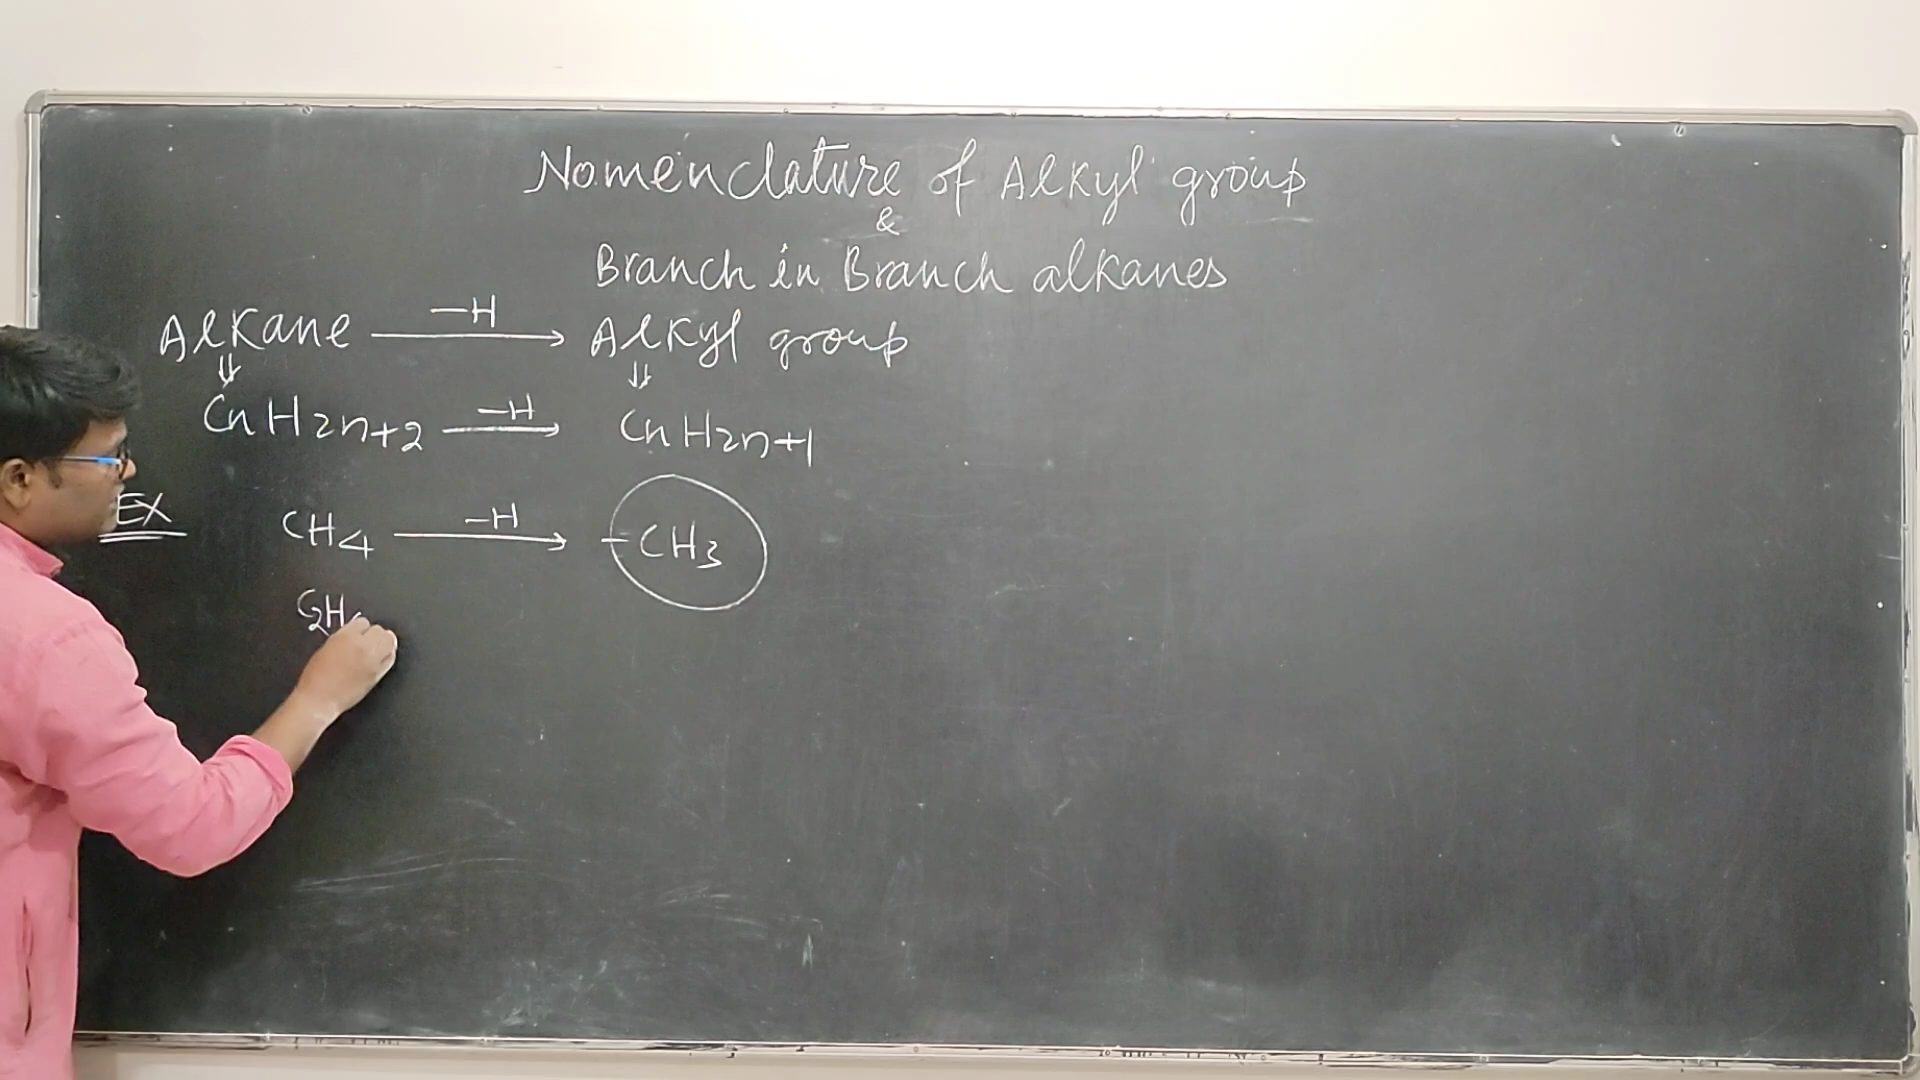 Nomenclature of Alkyl group
&
Branch in Branch alkanes
Alkane —H→ Alkyl group
⇓ ⇓
CnH2n+2 —H→ CnH2n+1
EX CH4 —H→ -CH3
C2H